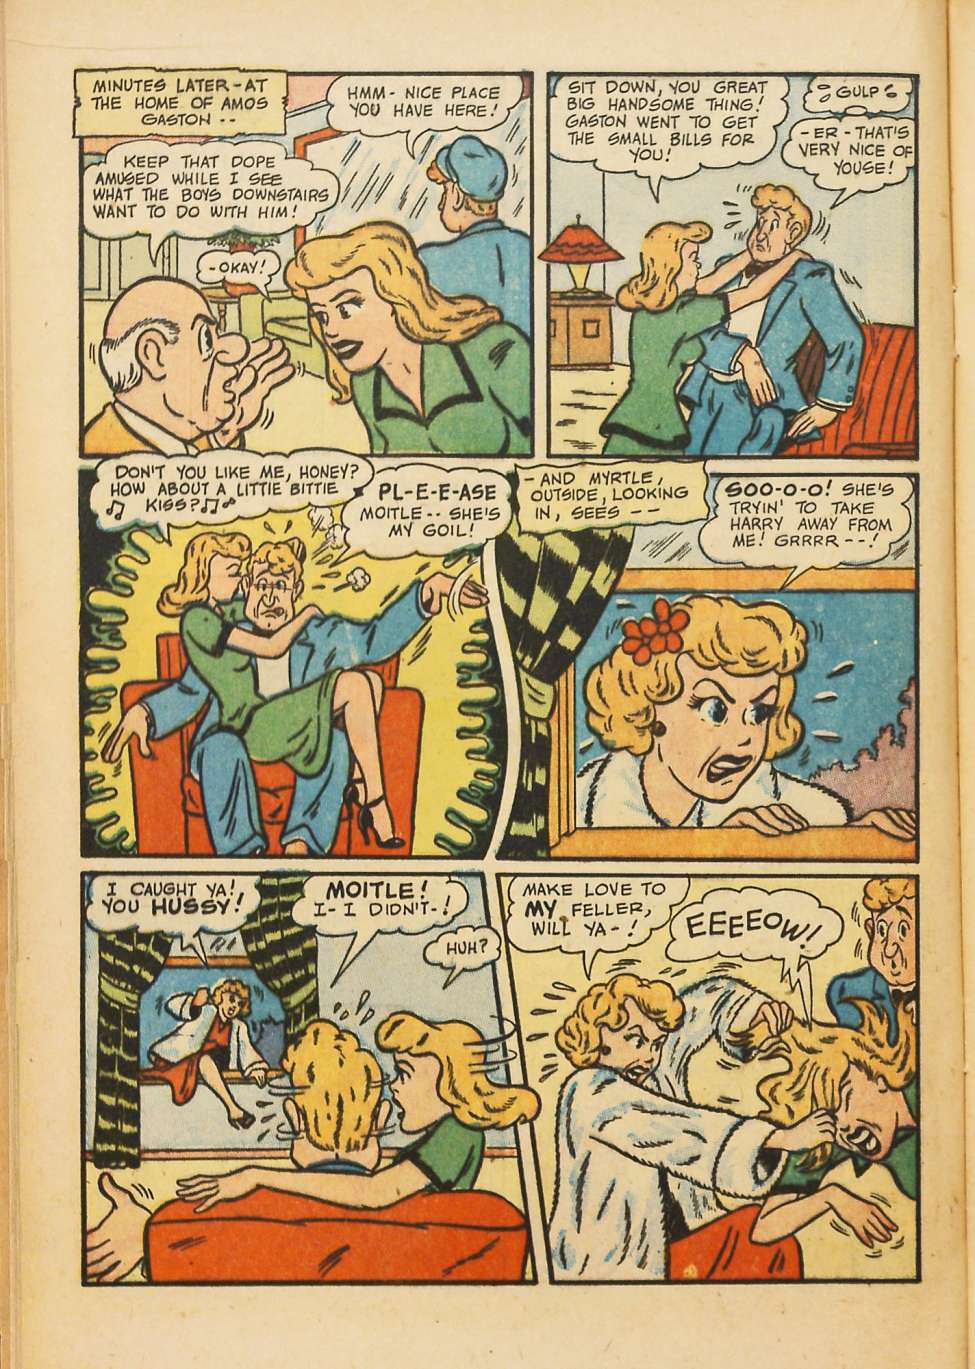 MINUTES LATER - AT
THE HOME OF AMOS
GASTON --
HMM - NICE PLACE
YOU HAVE HERE!
KEEP THAT DOPE
AMUSED WHILE I SEE
WHAT THE BOYS DOWNSTAIRS
WANT TO DO WITH HIM!
- OKAY!
SIT DOWN, YOU GREAT
BIG HANDSOME THING!
GASTON WENT TO GET
THE SMALL BILLS FOR
YOU!
GULP
- ER - THAT'S
VERY NICE OF
YOUSE!
DON'T YOU LIKE ME, HONEY?
HOW ABOUT A LITTIE BITTIE
♫ KISS?♫♪
PL-E-E-ASE
MOITLE -- SHE'S
MY GOIL!
- AND MYRTLE,
OUTSIDE, LOOKING
IN, SEES --
SOO-O-O! SHE'S
TRYIN' TO TAKE
HARRY AWAY FROM
ME! GRRRR --!
I CAUGHT YA!,
YOU HUSSY!
MOITLE!
I- I DIDN'T-!
HUH?
MAKE LOVE TO
MY FELLER,
WILL YA-!
EEEEOW!